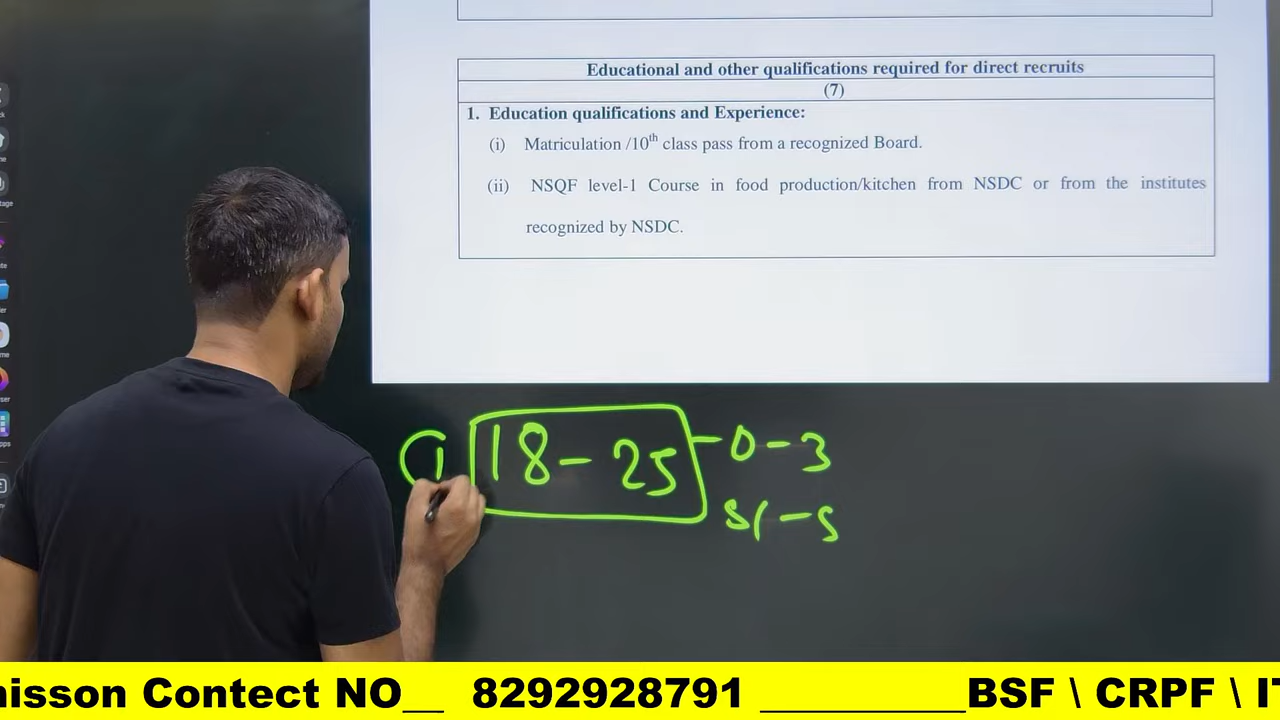 Educational and other qualifications required for direct recruits
(7)
1. Education qualifications and Experience:
(i) Matriculation /10th class pass from a recognized Board.
(ii) NSQF level-1 Course in food production/kitchen from NSDC or from the institutes
recognized by NSDC.
18-25 -0-3
nisson Contect NO__ 8292928791 __________BSF \ CRPF \ IT